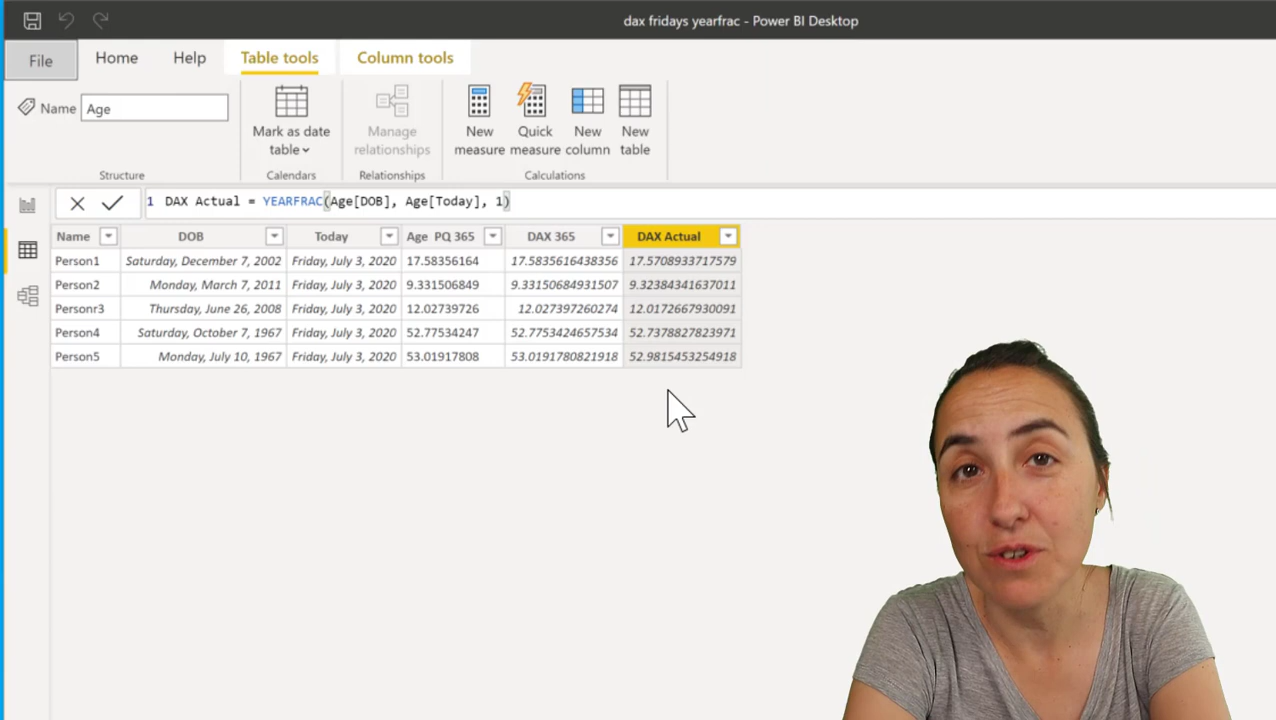 dax fridays yearfrac - Power BI Desktop
File Home Help Table tools Column tools
Name Age
Mark as date table
Manage relationships
New measure
Quick measure
New column
New table
Structure Calendars Relationships Calculations
1 DAX Actual = YEARFRAC(Age[DOB], Age[Today], 1)
Name DOB Today Age PQ 365 DAX 365 DAX Actual
Person1 Saturday, December 7, 2002 Friday, July 3, 2020 17.58356164 17.5835616438356 17.5708933717579
Person2 Monday, March 7, 2011 Friday, July 3, 2020 9.331506849 9.33150684931507 9.32384341637011
Personr3 Thursday, June 26, 2008 Friday, July 3, 2020 12.02739726 12.027397260274 12.0172667930091
Person4 Saturday, October 7, 1967 Friday, July 3, 2020 52.77534247 52.7753424657534 52.7378827823971
Person5 Monday, July 10, 1967 Friday, July 3, 2020 53.01917808 53.0191780821918 52.9815453254918